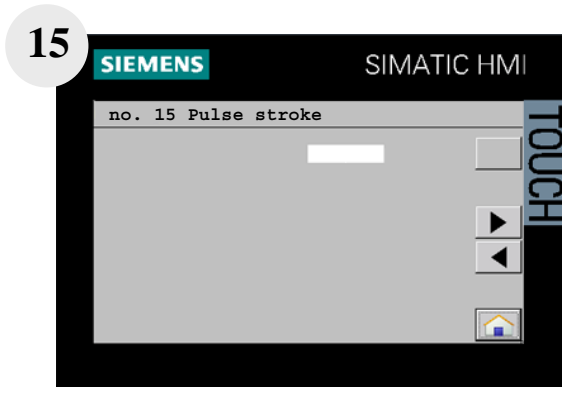 15
SIEMENS
SIMATIC HMI
no. 15 Pulse stroke
TOUCH